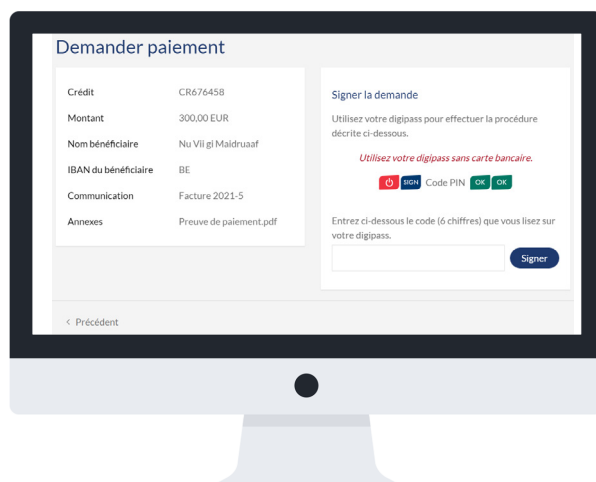 Demander paiement
Crédit CR676458
Montant 300,00 EUR
Nom bénéficiaire Nu Vii gi Maidruaaf
IBAN du bénéficiaire BE
Communication Facture 2021-5
Annexes Preuve de paiement.pdf
Signer la demande
Utilisez votre digipass pour effectuer la procédure
décrite ci-dessous.
Utilisez votre digipass sans carte bancaire.
SIGN Code PIN OK OK
Entrez ci-dessous le code (6 chiffres) que vous lisez sur
votre digipass.
Signer
< Précédent